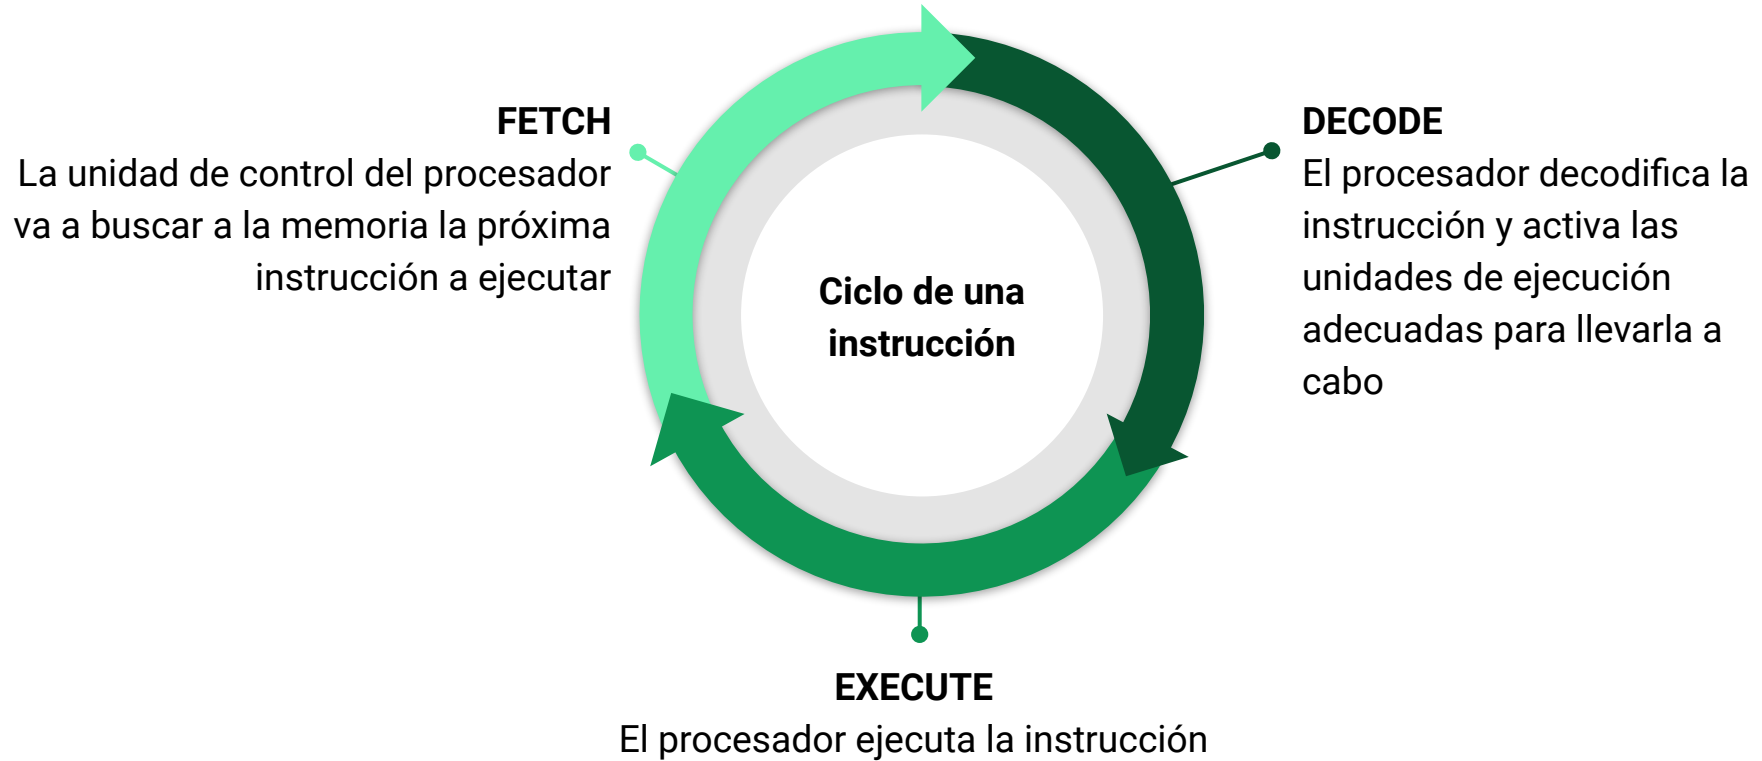 FETCH
La unidad de control del procesador
va a buscar a la memoria la próxima
instrucción a ejecutar
DECODE
El procesador decodifica la
instrucción y activa las
unidades de ejecución
adecuadas para llevarla a
cabo
Ciclo de una
instrucción
EXECUTE
El procesador ejecuta la instrucción